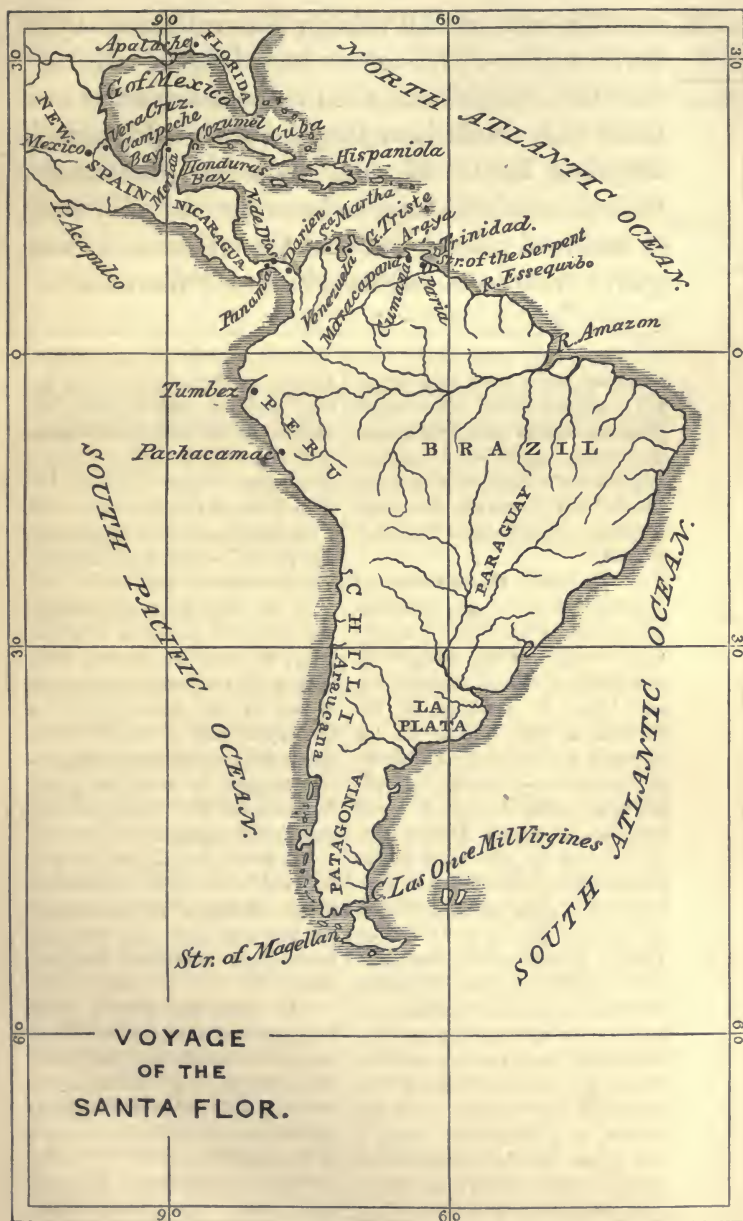 90
60
30
30
Apalache
FLORIDA
NORTH ATLANTIC OCEAN.
G of Mexico
NEW SPAIN
Mexico
Vera Cruz.
Campeche
Bay
Cozumel
Cuba
Merida
Honduras
Bay
Hispaniola
NICARAGUA
N. de Dias
Darien
Sta Martha
G. Triste
Araya
Trinidad.
Str. of the Serpent
R. Essequibo
P. Acapulco
Panama
Venezuela
Maracapana
Cumana
Paria
R. Amazon
0
0
Tumbez
PERU
BRAZIL
Pachacamac
SOUTH PACIFIC OCEAN.
PARAGUAY
SOUTH ATLANTIC OCEAN.
CHILI
Araucana
30
30
LA
PLATA
PATAGONIA
C. Las Once Mil Virgines
Str. of Magellan
60
60
VOYAGE
OF THE
SANTA FLOR.
90
60